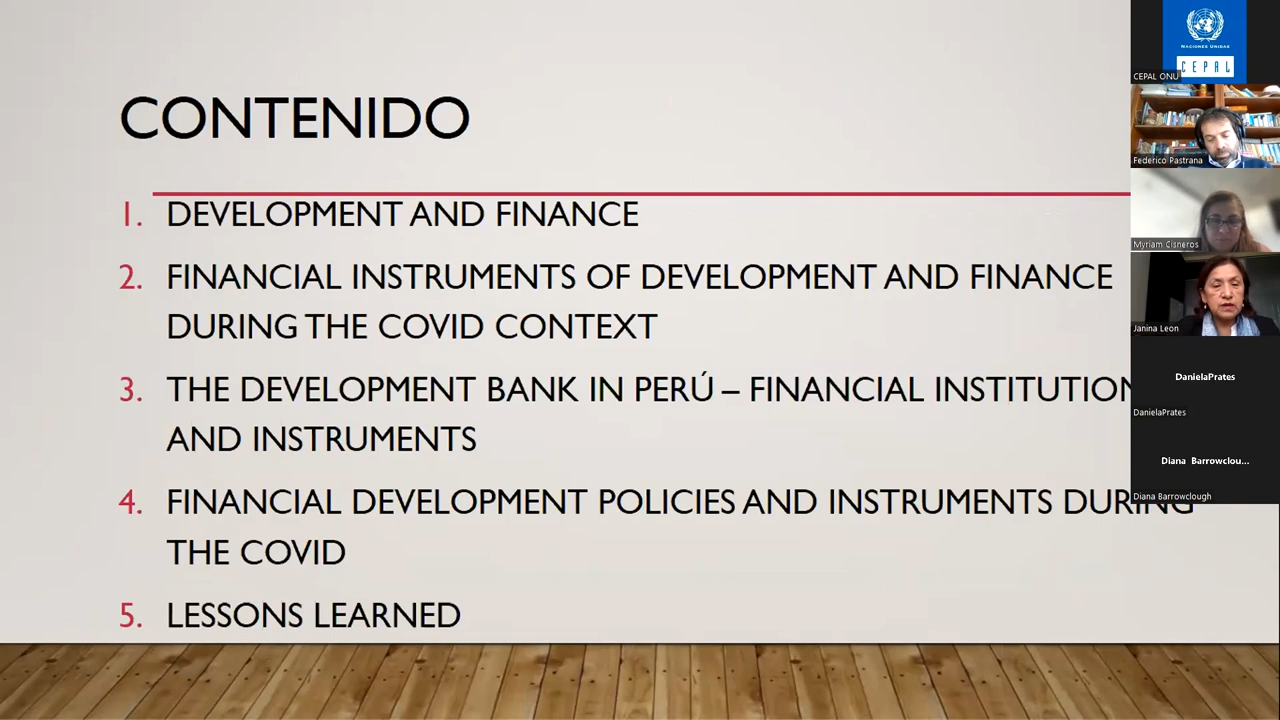 CONTENIDO
1. DEVELOPMENT AND FINANCE
2. FINANCIAL INSTRUMENTS OF DEVELOPMENT AND FINANCE
DURING THE COVID CONTEXT
3. THE DEVELOPMENT BANK IN PERÚ – FINANCIAL INSTITUTION
AND INSTRUMENTS
4. FINANCIAL DEVELOPMENT POLICIES AND INSTRUMENTS DURING
THE COVID
5. LESSONS LEARNED
NACIONES UNIDAS
CEPAL
CEPAL ONU
Federico Pastrana
Myriam Cisneros
Janina Leon
DanielaPrates
DanielaPrates
Diana Barrowclou...
Diana Barrowclough